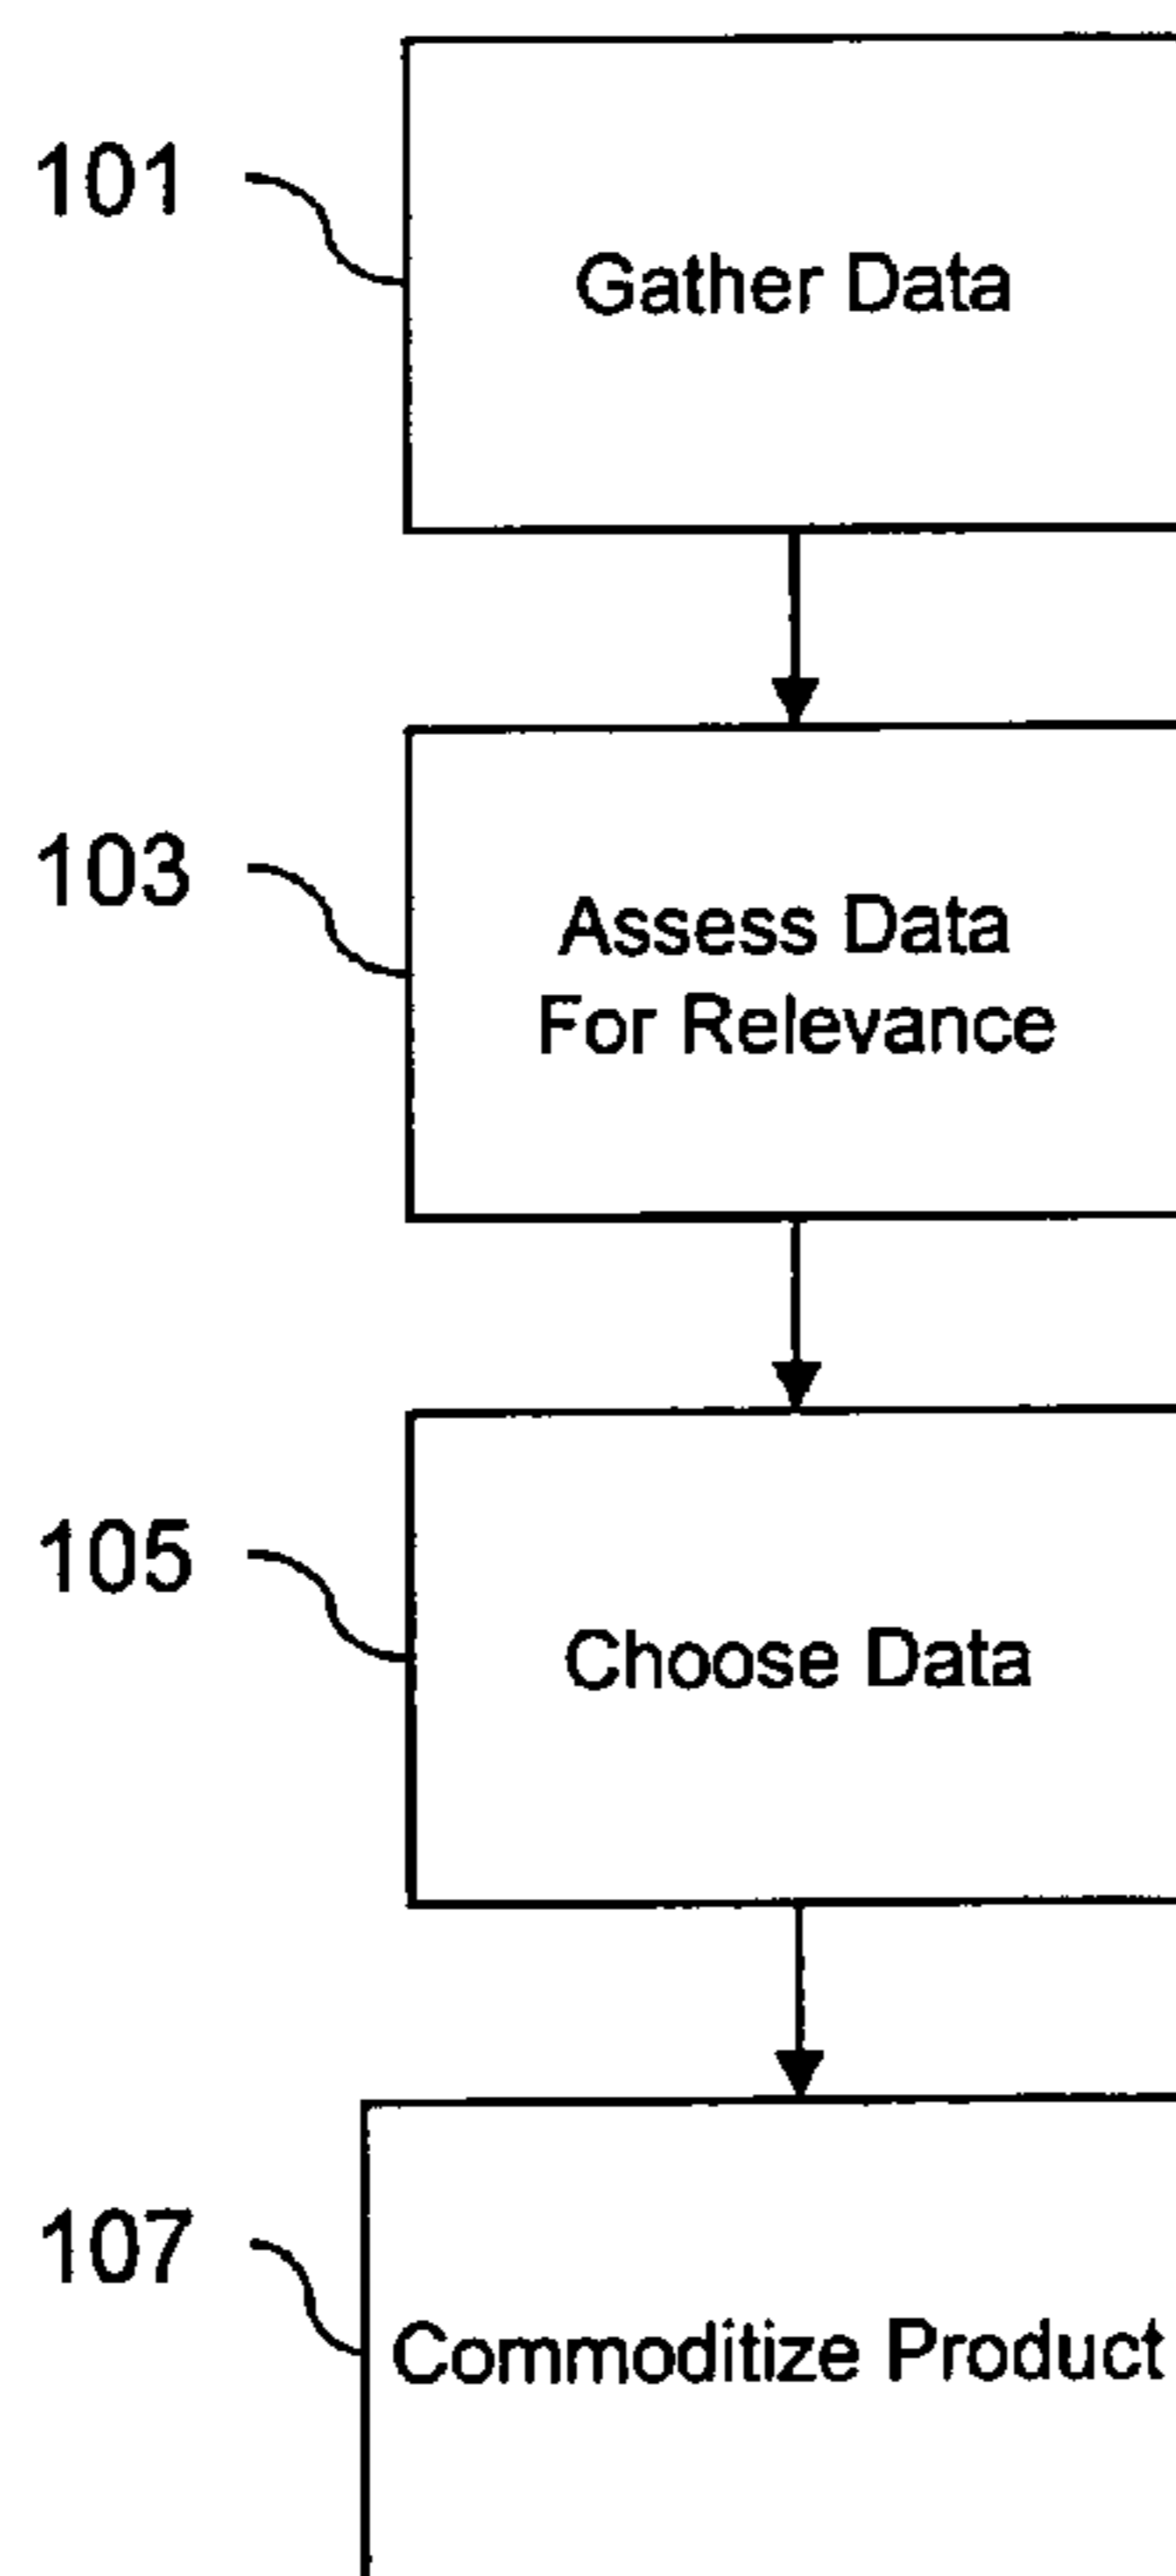 101
Gather Data
103
Assess Data
For Relevance
105
Choose Data
107
Commoditize Product